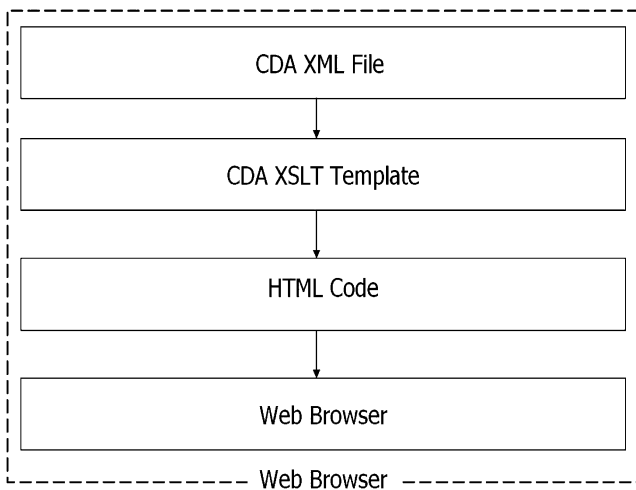 CDA XML File
CDA XSLT Template
HTML Code
Web Browser
Web Browser